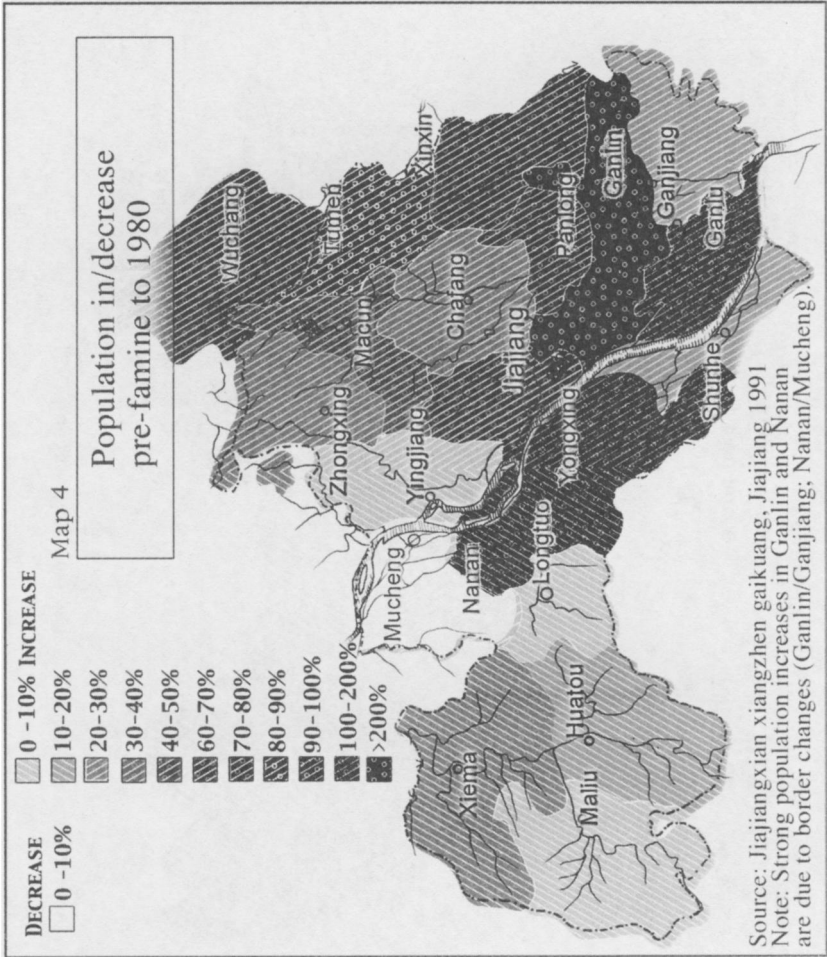 Map 4
Population in/decrease
pre-famine to 1980
DECREASE
0 -10%
0 -10% INCREASE
10-20%
20-30%
30-40%
40-50%
60-70%
70-80%
80-90%
90-100%
100-200%
>200%
Wuchang
Tumen
Xinxin
Zhongxing
Macun
Chafang
Panlong
Ganlin
Ganjiang
Ganlu
Jiajiang
Yingjiang
Yongxing
Shunhe
Mucheng
Nanan
Longtuo
Xiema
Huatou
Maliu
Source: Jiajiangxian xiangzhen gaikuang, Jiajiang 1991
Note: Strong population increases in Ganlin and Nanan
are due to border changes (Ganlin/Ganjiang; Nanan/Mucheng).